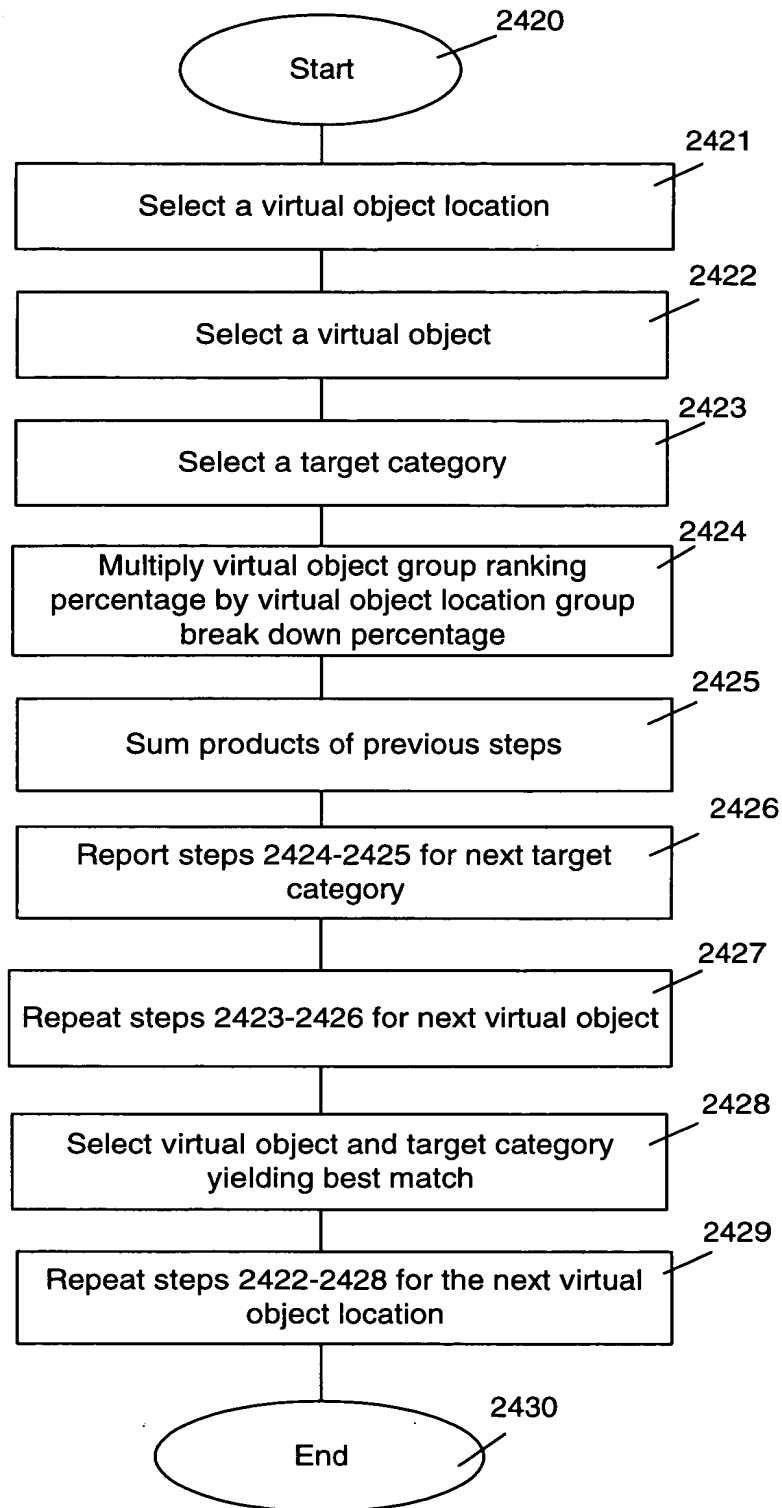 2420
Start
2421
Select a virtual object location
2422
Select a virtual object
2423
Select a target category
2424
Multiply virtual object group ranking
percentage by virtual object location group
break down percentage
2425
Sum products of previous steps
2426
Report steps 2424-2425 for next target
category
2427
Repeat steps 2423-2426 for next virtual object
2428
Select virtual object and target category
yielding best match
2429
Repeat steps 2422-2428 for the next virtual
object location
2430
End